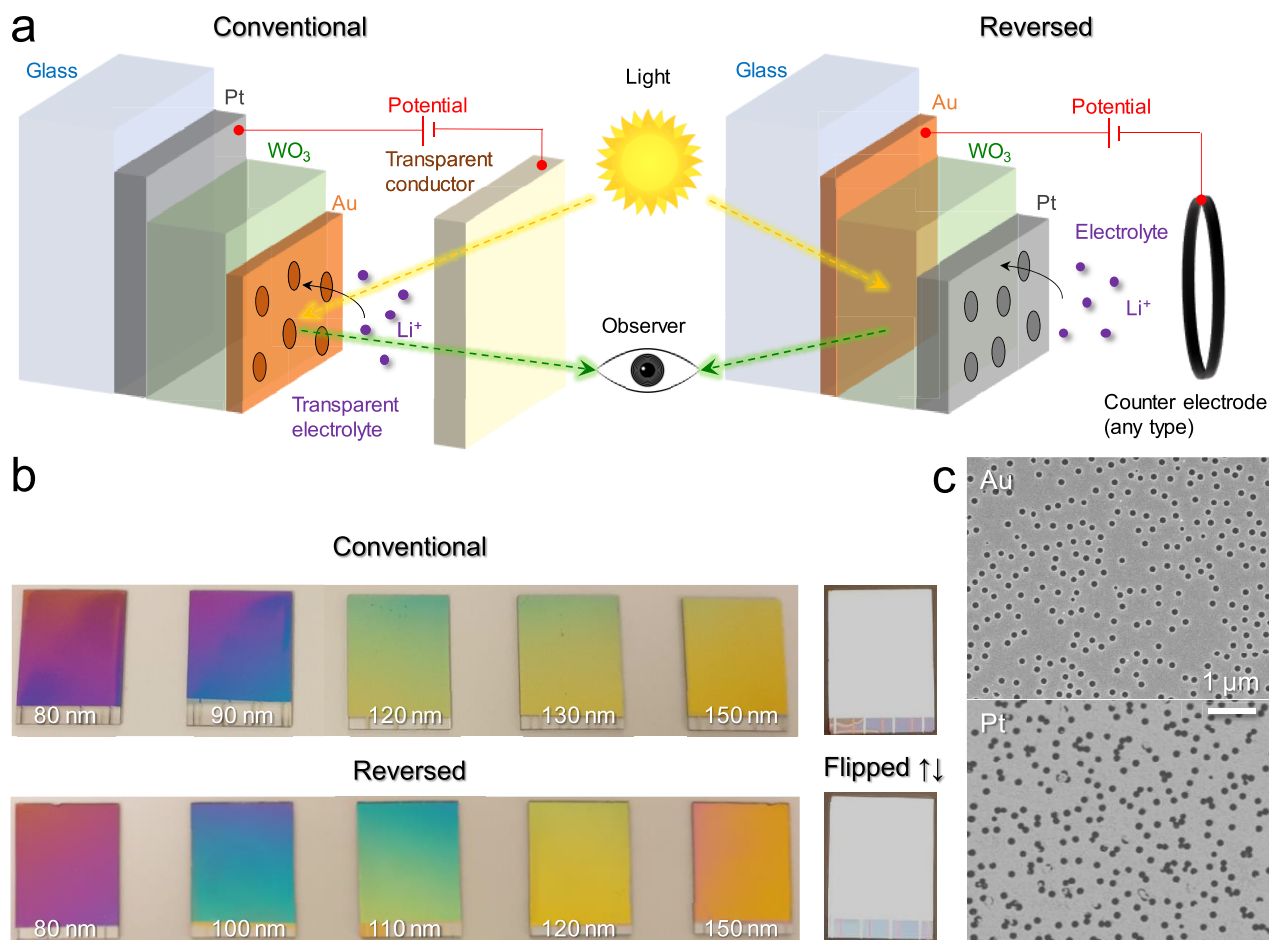 a
Conventional
Reversed
Glass
Pt
Potential
WO₃
Transparent
conductor
Au
Li⁺
Transparent
electrolyte
Light
Observer
Glass
Au
Potential
WO₃
Pt
Electrolyte
Li⁺
Counter electrode
(any type)
b
Conventional
80 nm
90 nm
120 nm
130 nm
150 nm
Reversed
Flipped ↑↓
80 nm
100 nm
110 nm
120 nm
150 nm
c
Au
1 µm
Pt